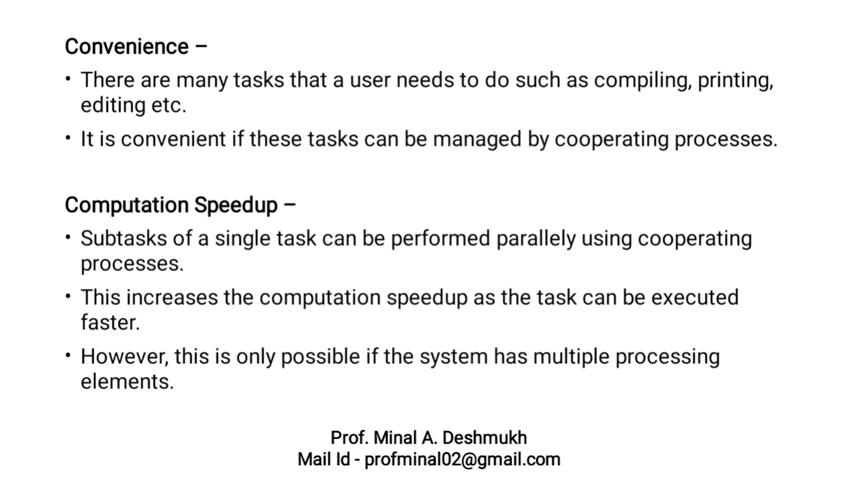 Convenience –
• There are many tasks that a user needs to do such as compiling, printing,
editing etc.
• It is convenient if these tasks can be managed by cooperating processes.
Computation Speedup –
• Subtasks of a single task can be performed parallely using cooperating
processes.
• This increases the computation speedup as the task can be executed
faster.
• However, this is only possible if the system has multiple processing
elements.
Prof. Minal A. Deshmukh
Mail Id - profminal02@gmail.com